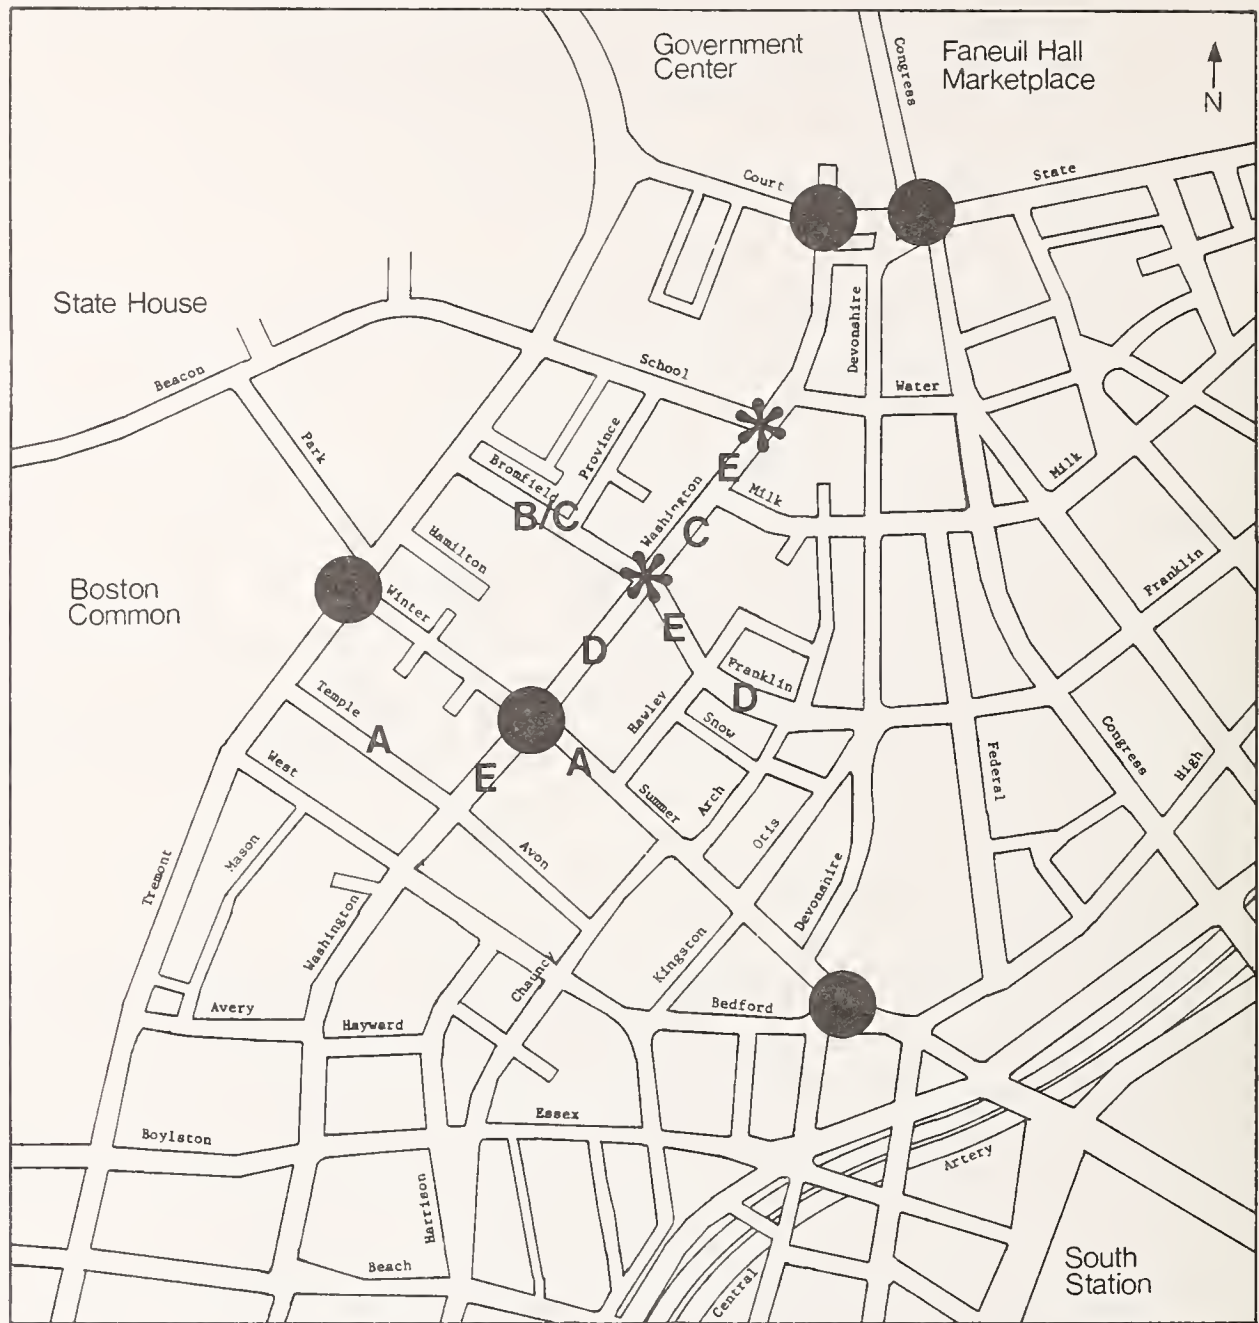 Government
Center
Faneuil Hall
Marketplace
N
Congress
Court
State
State House
Beacon
Park
School
Devonshire
Water
Province
Bromfield
B/C
E
Washington
Milk
C
Milk
Hamilton
Boston
Common
Winter
Franklin
E
D
Franklin
D
Temple
A
Hawley
Snow
West
E
A
Summer
Arch
Federal
Congress
High
Otis
Avon
Mason
Tremont
Devonshire
Washington
Kingston
Chauncy
Avery
Hayward
Bedford
Essex
Boylston
Artery
Harrison
Beach
Central
South
Station